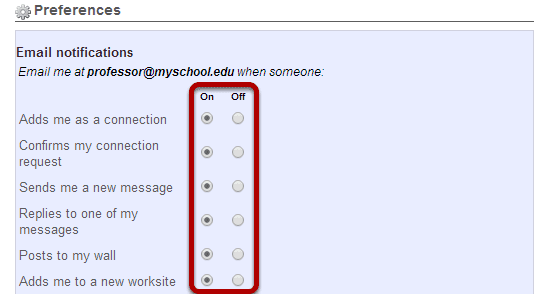 Preferences
Email notifications
Email me at professor@myschool.edu when someone:
On Off
Adds me as a connection
Confirms my connection
request
Sends me a new message
Replies to one of my
messages
Posts to my wall
Adds me to a new worksite